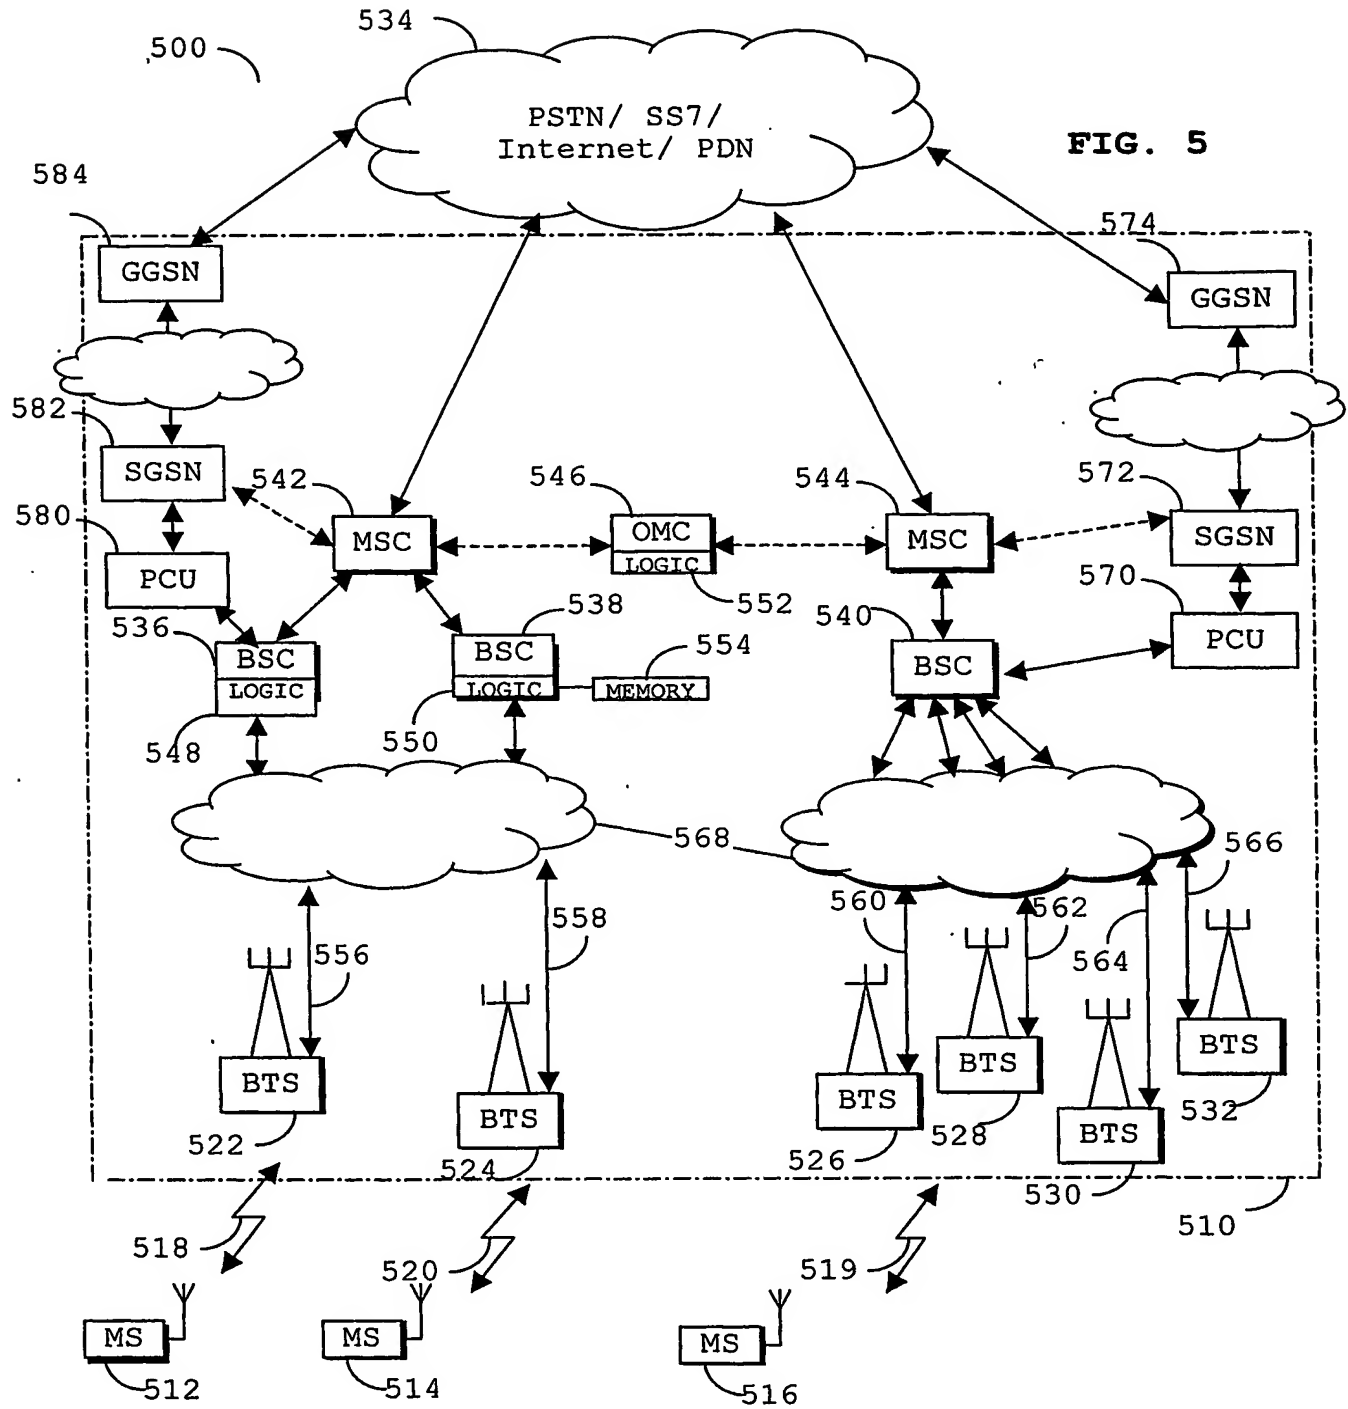 534
500
PSTN/ SS7/
Internet/ PDN
FIG. 5
584
574
GGSN
GGSN
582
SGSN
542
546
544
572
580
MSC
OMC
LOGIC
MSC
SGSN
PCU
552
570
538
540
536
BSC
LOGIC
BSC
LOGIC
554
MEMORY
BSC
PCU
548
550
568
566
560
562
558
556
564
BTS
BTS
BTS
BTS
BTS
BTS
522
524
526
528
530
532
510
518
520
519
MS
MS
MS
512
514
516